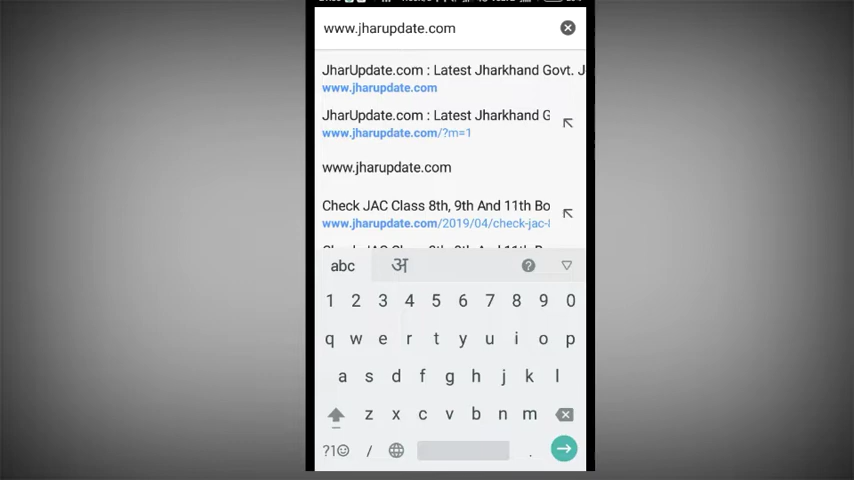 www.jharupdate.com
JharUpdate.com : Latest Jharkhand Govt. J
www.jharupdate.com
JharUpdate.com : Latest Jharkhand G
www.jharupdate.com/?m=1
www.jharupdate.com
Check JAC Class 8th, 9th And 11th Bo
www.jharupdate.com/2019/04/check-jac-8
abc अ
1 2 3 4 5 6 7 8 9 0
q w e r t y u i o p
a s d f g h j k l
z x c v b n m
?1☺ / .